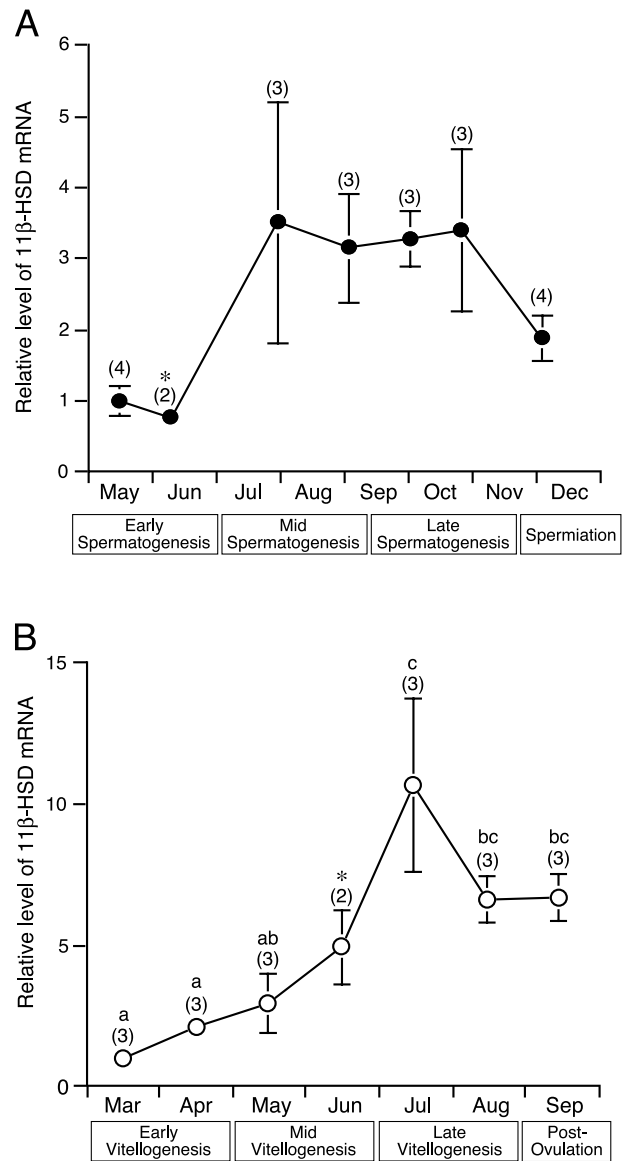 A
Relative level of 11β-HSD mRNA
6
5
4
3
2
1
0
(4)
*
(2)
(3)
(3)
(3)
(3)
(4)
May Jun Jul Aug Sep Oct Nov Dec
Early Spermatogenesis
Mid Spermatogenesis
Late Spermatogenesis
Spermiation
B
Relative level of 11β-HSD mRNA
15
10
5
0
a
(3)
a
(3)
ab
(3)
*
(2)
c
(3)
bc
(3)
bc
(3)
Mar Apr May Jun Jul Aug Sep
Early Vitellogenesis
Mid Vitellogenesis
Late Vitellogenesis
Post-Ovulation